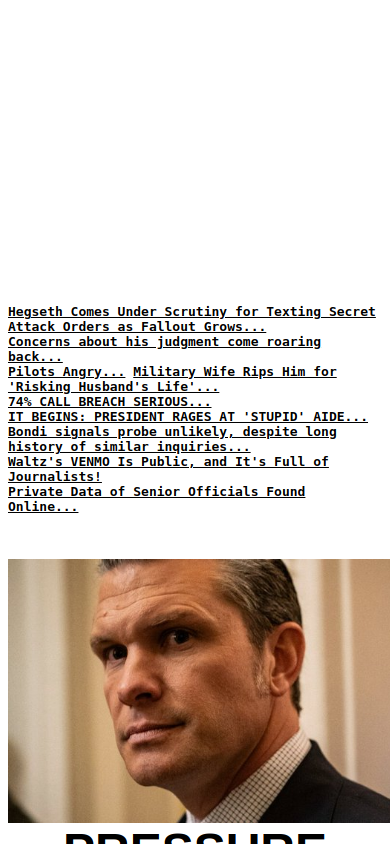 Hegseth Comes Under Scrutiny for Texting Secret
Attack Orders as Fallout Grows...
Concerns about his judgment come roaring
back...
Pilots Angry... Military Wife Rips Him for
'Risking Husband's Life'...
74% CALL BREACH SERIOUS...
IT BEGINS: PRESIDENT RAGES AT 'STUPID' AIDE...
Bondi signals probe unlikely, despite long
history of similar inquiries...
Waltz's VENMO Is Public, and It's Full of
Journalists!
Private Data of Senior Officials Found
Online...
PRESSURE